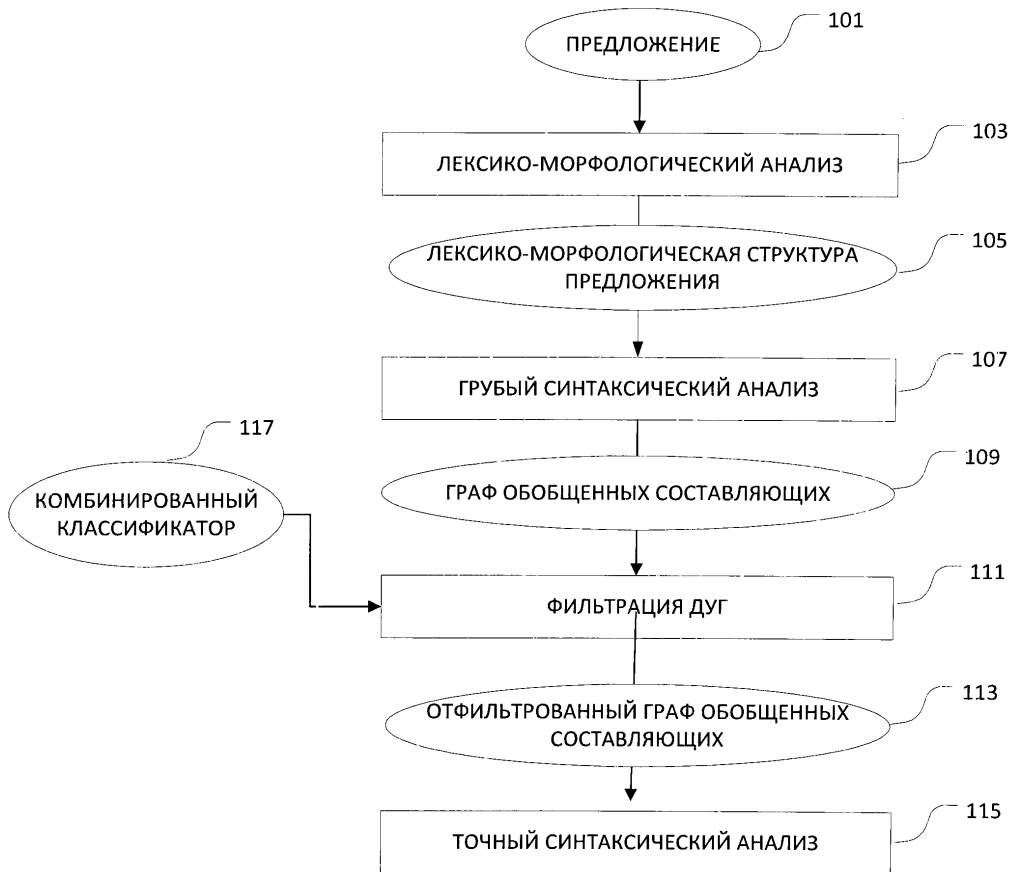 101
ПРЕДЛОЖЕНИЕ
103
ЛЕКСИКО-МОРФОЛОГИЧЕСКИЙ АНАЛИЗ
105
ЛЕКСИКО-МОРФОЛОГИЧЕСКАЯ СТРУКТУРА
ПРЕДЛОЖЕНИЯ
107
ГРУБЫЙ СИНТАКСИЧЕСКИЙ АНАЛИЗ
117
КОМБИНИРОВАННЫЙ
КЛАССИФИКАТОР
109
ГРАФ ОБОБЩЕННЫХ СОСТАВЛЯЮЩИХ
111
ФИЛЬТРАЦИЯ ДУГ
113
ОТФИЛЬТРОВАННЫЙ ГРАФ ОБОБЩЕННЫХ
СОСТАВЛЯЮЩИХ
115
ТОЧНЫЙ СИНТАКСИЧЕСКИЙ АНАЛИЗ